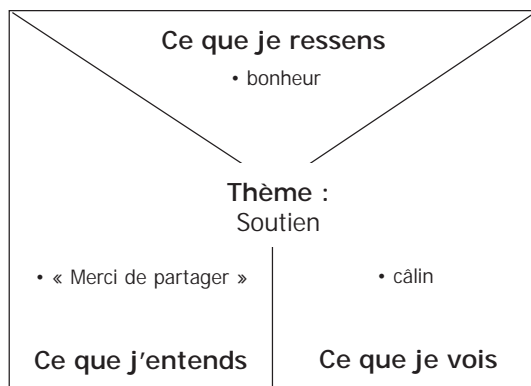 Ce que je ressens
• bonheur
Thème :
Soutien
• « Merci de partager »
• câlin
Ce que j'entends
Ce que je vois